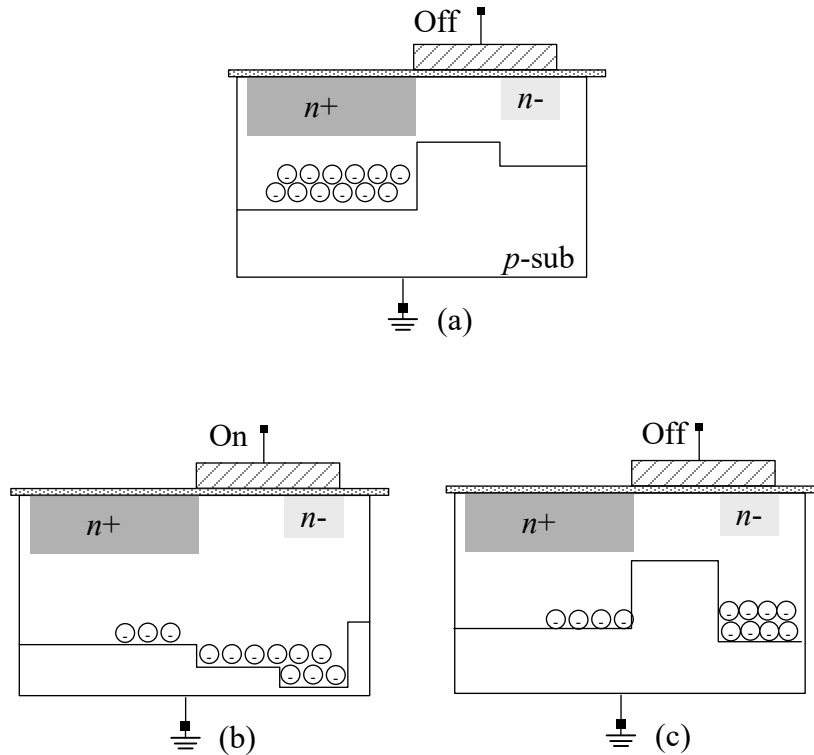 Off
n+ n-
p-sub
(a)
On
n+ n-
(b)
Off
n+ n-
(c)